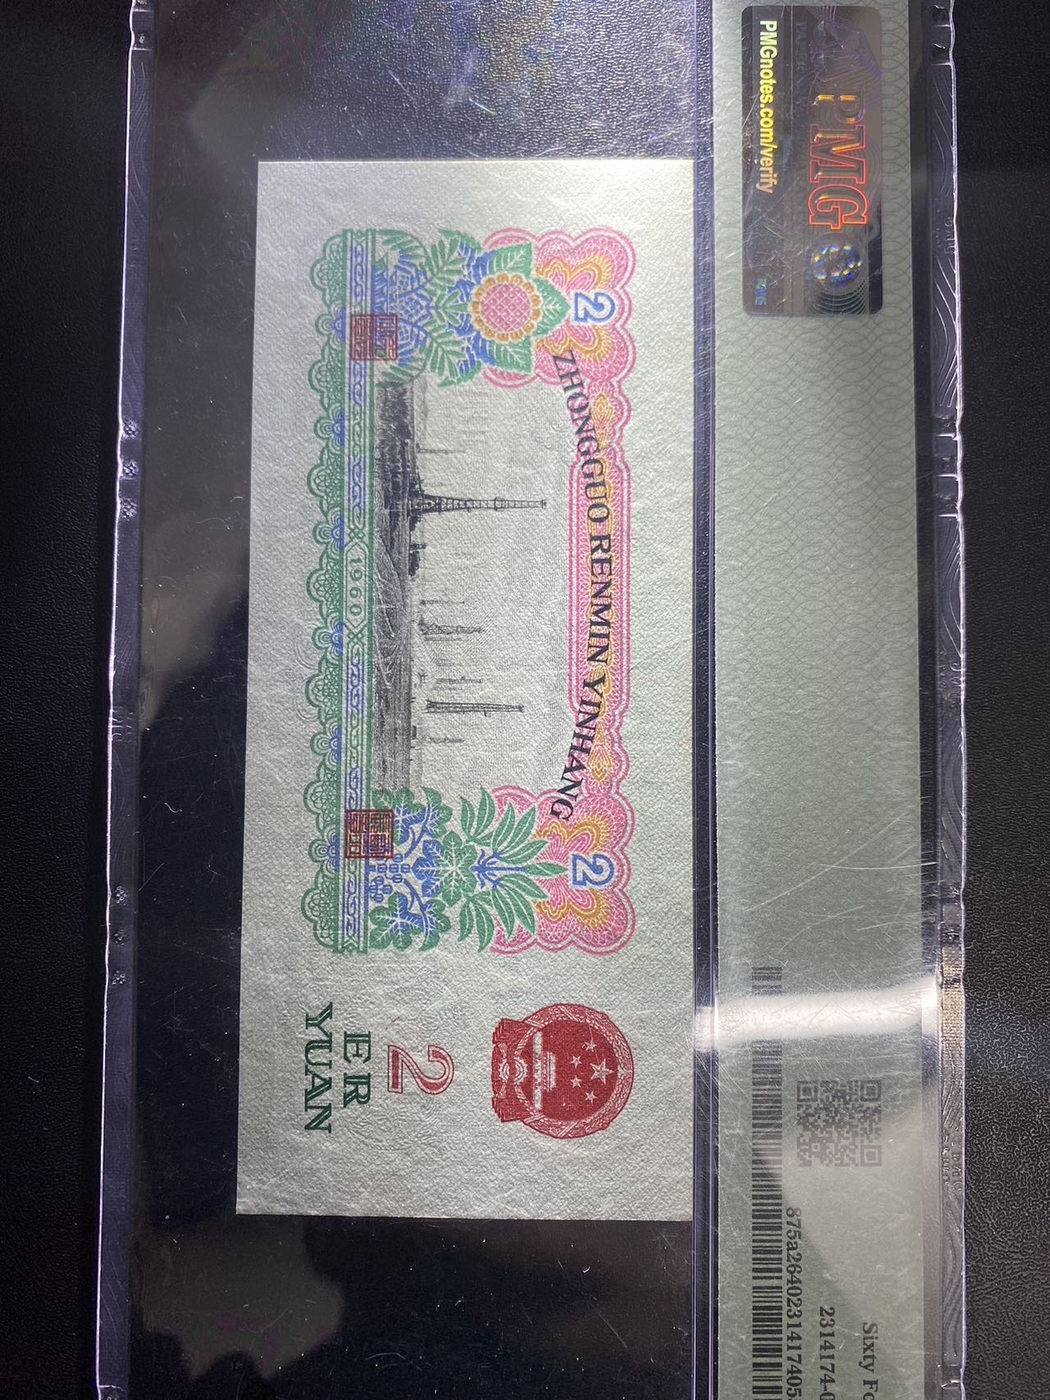 PMG
PMGnotes.com/verify
Sixty Fo
2314174-0
875a2640231417405
2
ZHONGGUO RENMIN YINHANG
2
1960
2
ER
YUAN